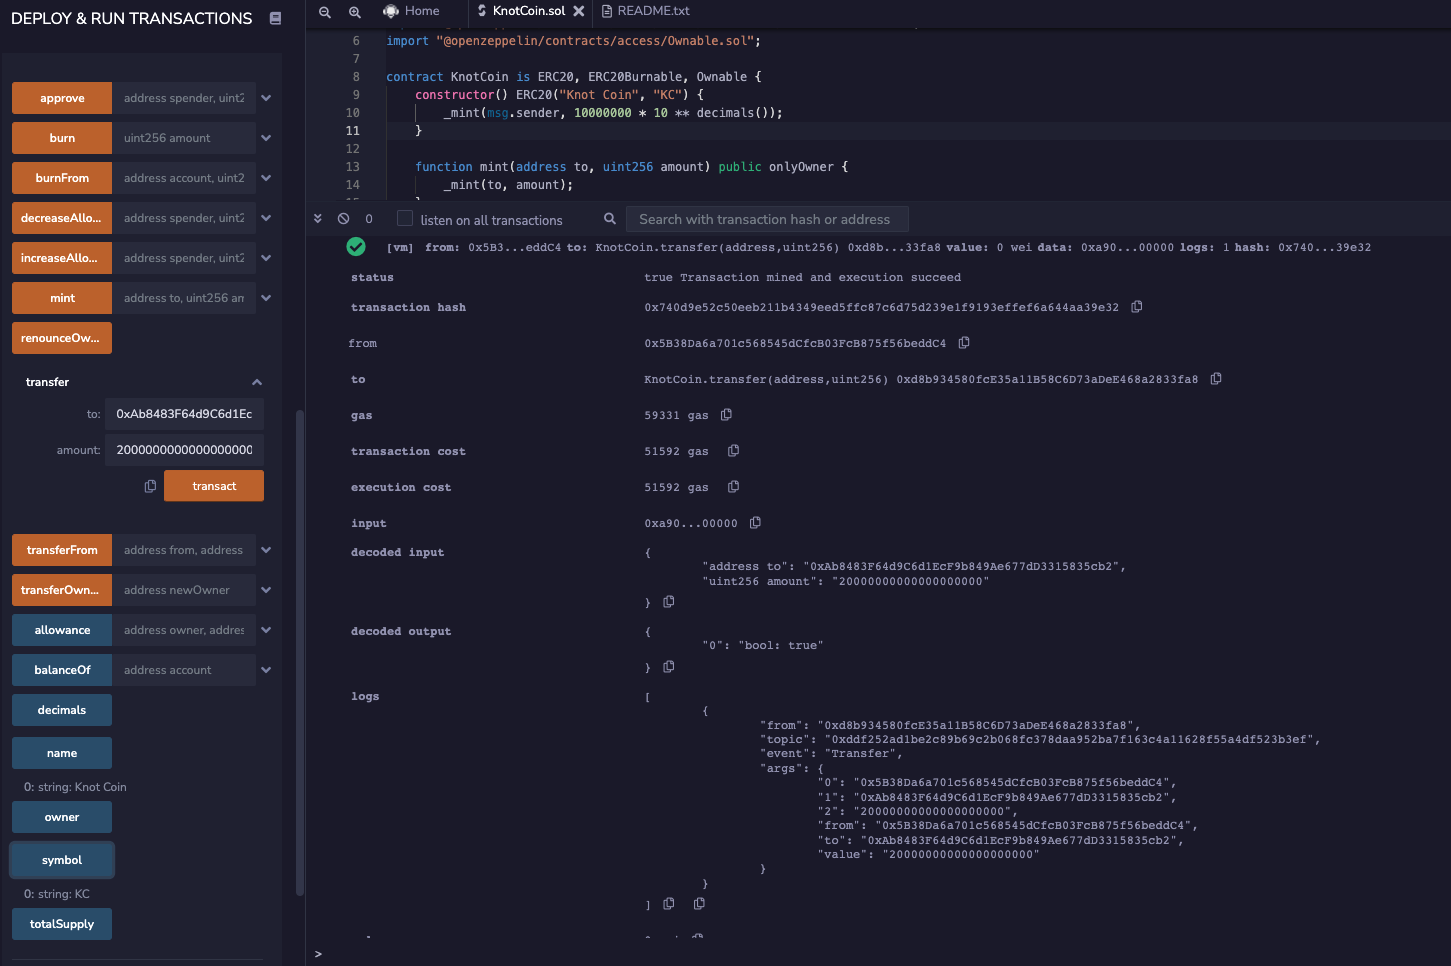 DEPLOY & RUN TRANSACTIONS
approve address spender, uint2
burn uint256 amount
burnFrom address account, uint2
decreaseAllo... address spender, uint2
increaseAllo... address spender, uint2
mint address to, uint256 am
renounceOw...
transfer
to: 0xAb8483F64d9C6d1Ec
amount: 2000000000000000000
transact
transferFrom address from, address
transferOwn... address newOwner
allowance address owner, addres
balanceOf address account
decimals
name
0: string: Knot Coin
owner
symbol
0: string: KC
totalSupply
Home KnotCoin.sol README.txt
6 import "@openzeppelin/contracts/access/Ownable.sol";
7
8 contract KnotCoin is ERC20, ERC20Burnable, Ownable {
9 constructor() ERC20("Knot Coin", "KC") {
10 _mint(msg.sender, 10000000 * 10 ** decimals());
11 }
12
13 function mint(address to, uint256 amount) public onlyOwner {
14 _mint(to, amount);
0 listen on all transactions Search with transaction hash or address
[vm] from: 0x5B3...eddC4 to: KnotCoin.transfer(address,uint256) 0xd8b...33fa8 value: 0 wei data: 0xa90...00000 logs: 1 hash: 0x740...39e32
status true Transaction mined and execution succeed
transaction hash 0x740d9e52c50eeb211b4349eed5ffc87c6d75d239e1f9193effef6a644aa39e32
from 0x5B38Da6a701c568545dCfcB03FcB875f56beddC4
to KnotCoin.transfer(address,uint256) 0xd8b934580fcE35a11B58C6D73aDeE468a2833fa8
gas 59331 gas
transaction cost 51592 gas
execution cost 51592 gas
input 0xa90...00000
decoded input {
"address to": "0xAb8483F64d9C6d1EcF9b849Ae677dD3315835cb2",
"uint256 amount": "20000000000000000000"
}
decoded output {
"0": "bool: true"
}
logs [
{
"from": "0xd8b934580fcE35a11B58C6D73aDeE468a2833fa8",
"topic": "0xddf252ad1be2c89b69c2b068fc378daa952ba7f163c4a11628f55a4df523b3ef",
"event": "Transfer",
"args": {
"0": "0x5B38Da6a701c568545dCfcB03FcB875f56beddC4",
"1": "0xAb8483F64d9C6d1EcF9b849Ae677dD3315835cb2",
"2": "20000000000000000000",
"from": "0x5B38Da6a701c568545dCfcB03FcB875f56beddC4",
"to": "0xAb8483F64d9C6d1EcF9b849Ae677dD3315835cb2",
"value": "20000000000000000000"
}
}
]
>